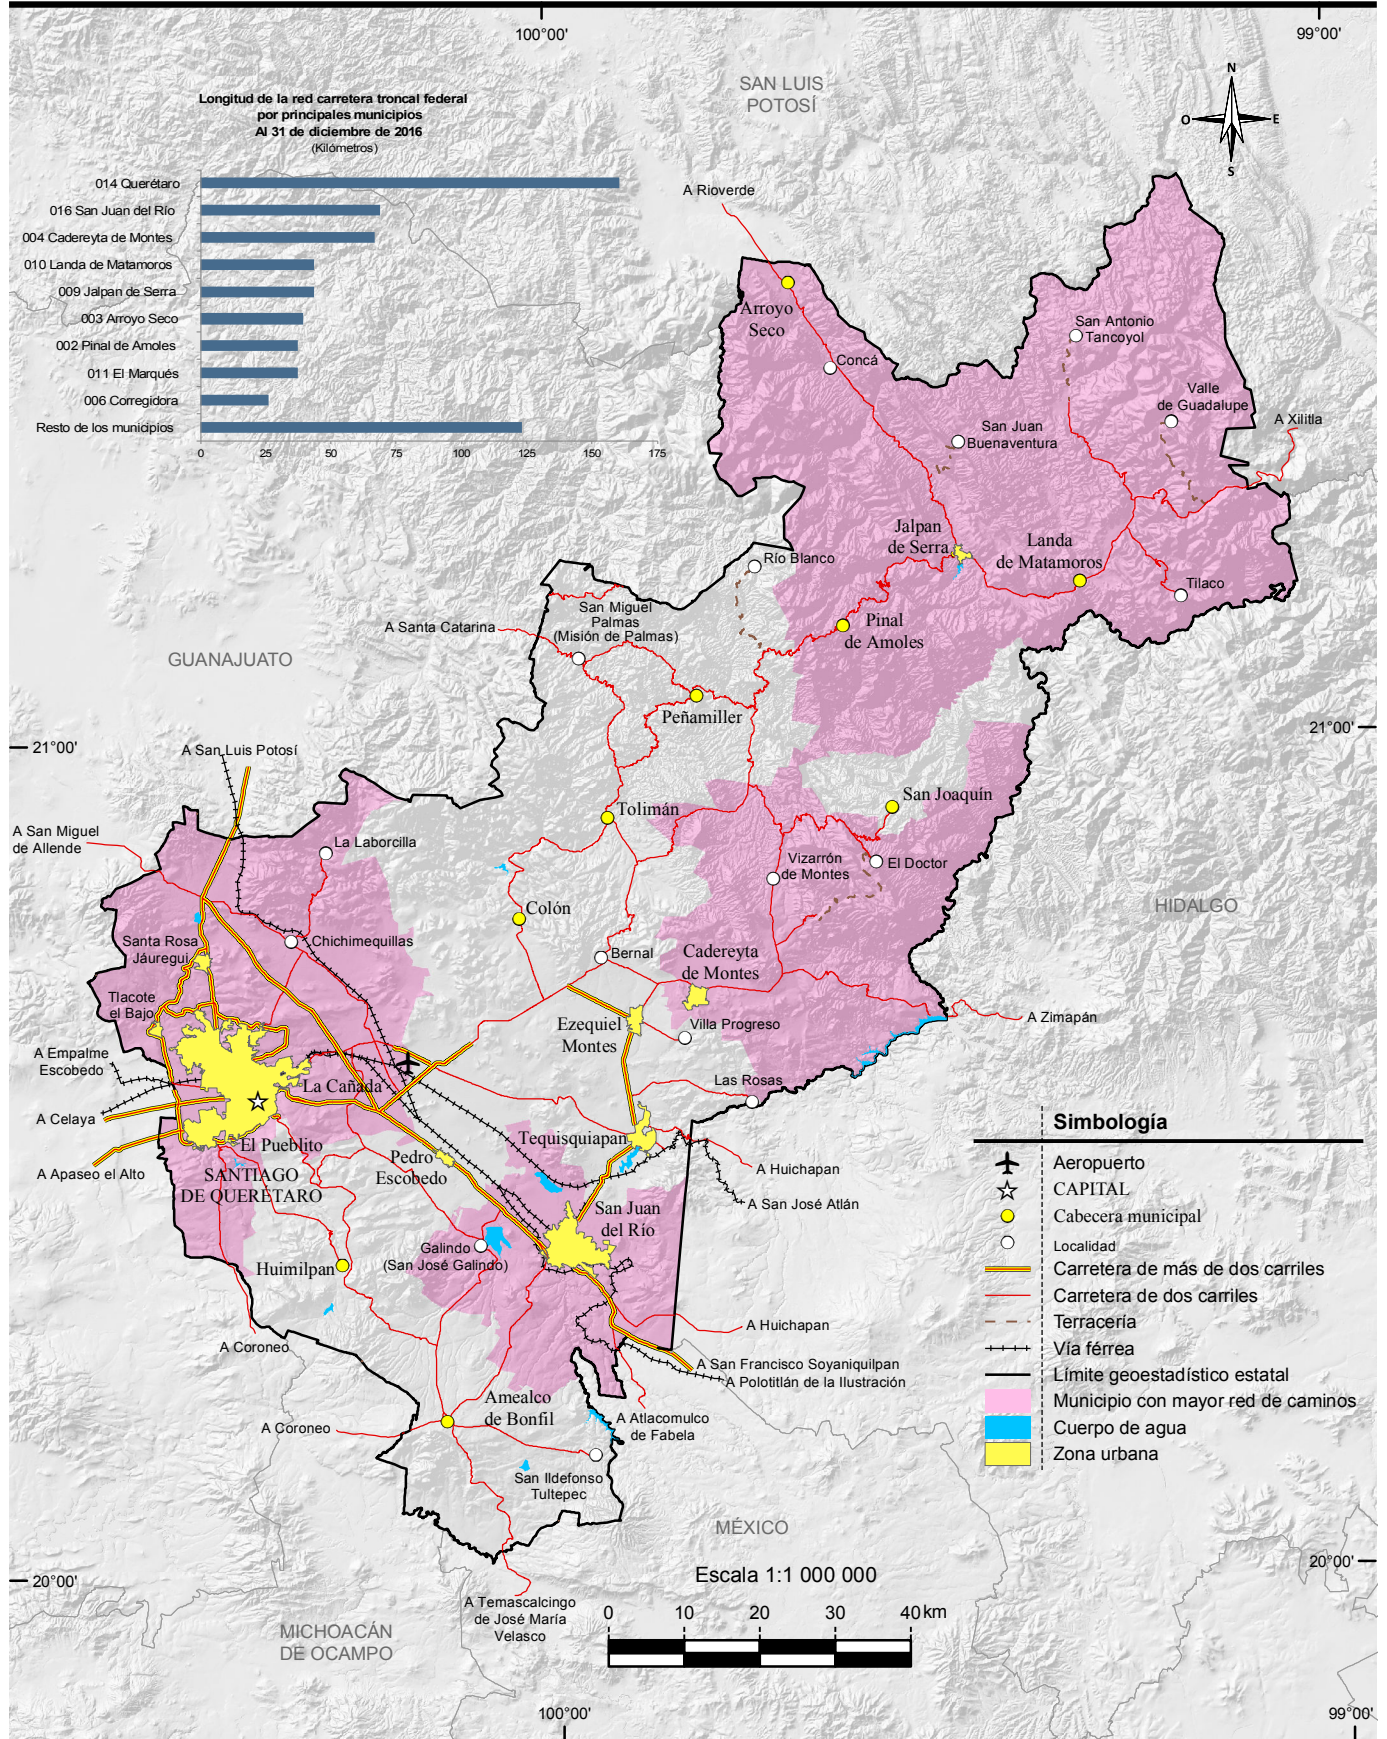 100°00'
99°00'
Longitud de la red carretera troncal federal
por principales municipios
Al 31 de diciembre de 2016
(Kilómetros)
014 Querétaro
016 San Juan del Río
004 Cadereyta de Montes
010 Landa de Matamoros
009 Jalpan de Serra
003 Arroyo Seco
002 Pinal de Amoles
011 El Marqués
006 Corregidora
Resto de los municipios
0 25 50 75 100 125 150 175
SAN LUIS
POTOSÍ
N
O E
S
A Rioverde
Arroyo
Seco
Concá
San Antonio
Tancoyol
Valle
de Guadalupe
A Xilitla
San Juan
Buenaventura
Jalpan
de Serra
Landa
de Matamoros
Tilaco
Río Blanco
San Miguel
Palmas
(Misión de Palmas)
A Santa Catarina
Pinal
de Amoles
GUANAJUATO
Peñamiller
21°00'
21°00'
A San Luis Potosí
San Joaquín
Tolimán
A San Miguel
de Allende
La Laborcilla
Vizarrón
de Montes
El Doctor
HIDALGO
Colón
Santa Rosa
Jáuregui
Chichimequillas
Bernal
Cadereyta
de Montes
Tlacote
el Bajo
Ezequiel
Montes
Villa Progreso
A Zimapán
A Empalme
Escobedo
La Cañada
Las Rosas
A Celaya
El Pueblito
Tequisquiapan
A Apaseo el Alto
SANTIAGO
DE QUERÉTARO
Pedro
Escobedo
A Huichapan
A San José Atlán
San Juan
del Río
Galindo
(San José Galindo)
Huimilpan
A Huichapan
A Coroneo
A San Francisco Soyaniquilpan
A Polotitlán de la Ilustración
Amealco
de Bonfil
A Atlacomulco
de Fabela
A Coroneo
San Ildefonso
Tultepec
Simbología
Aeropuerto
CAPITAL
Cabecera municipal
Localidad
Carretera de más de dos carriles
Carretera de dos carriles
Terracería
Vía férrea
Límite geoestadístico estatal
Municipio con mayor red de caminos
Cuerpo de agua
Zona urbana
MÉXICO
20°00'
20°00'
Escala 1:1 000 000
0 10 20 30 40 km
A Temascalcingo
de José María
Velasco
MICHOACÁN
DE OCAMPO
100°00'
99°00'